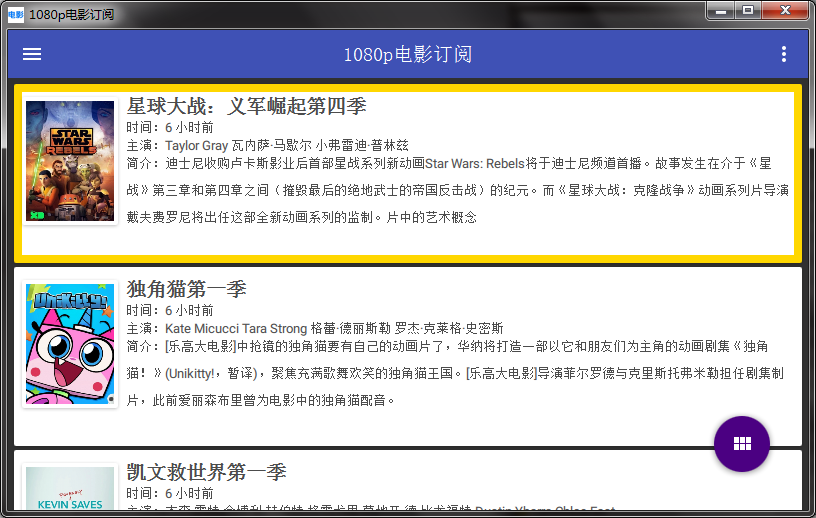 电影 1080p电影订阅
1080p电影订阅
星球大战：义军崛起第四季
时间：6 小时前
主演：Taylor Gray 瓦内萨·马歇尔 小弗雷迪·普林兹
简介：迪士尼收购卢卡斯影业后首部星战系列新动画Star Wars: Rebels将于迪士尼频道首播。故事发生在介于《星
战》第三章和第四章之间（摧毁最后的绝地武士的帝国反击战）的纪元。而《星球大战：克隆战争》动画系列片导演
戴夫费罗尼将出任这部全新动画系列的监制。片中的艺术概念
STAR WARS
REBELS
XD
独角猫第一季
时间：6 小时前
主演：Kate Micucci Tara Strong 格蕾·德丽斯勒 罗杰·克莱格·史密斯
简介：[乐高大电影]中抢镜的独角猫要有自己的动画片了，华纳将打造一部以它和朋友们为主角的动画剧集《独角
猫！》(Unikitty!，暂译)，聚焦充满歌舞欢笑的独角猫王国。[乐高大电影]导演菲尔罗德与克里斯托弗米勒担任剧集制
片，此前爱丽森布里曾为电影中的独角猫配音。
UniKitty!
凯文救世界第一季
时间：6 小时前
KEVIN SAVES